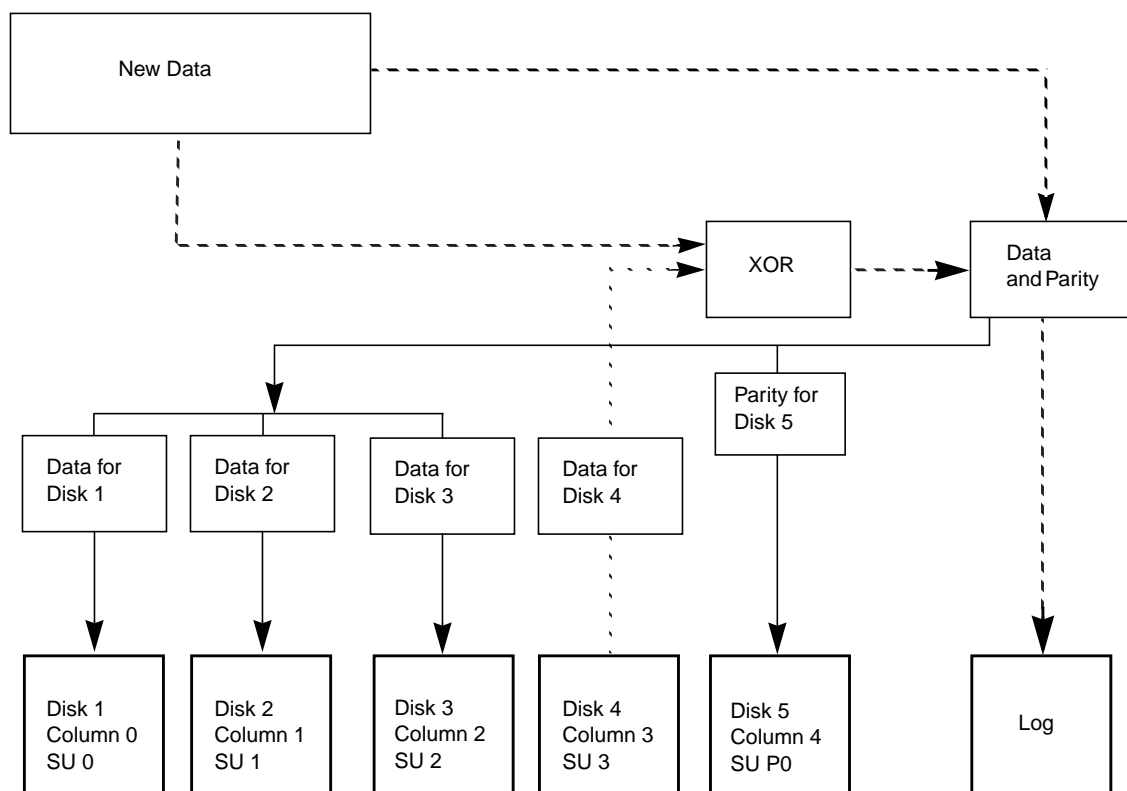 New Data
XOR
Data
and Parity
Parity for
Disk 5
Data for
Disk 1
Data for
Disk 2
Data for
Disk 3
Data for
Disk 4
Disk 1
Column 0
SU 0
Disk 2
Column 1
SU 1
Disk 3
Column 2
SU 2
Disk 4
Column 3
SU 3
Disk 5
Column 4
SU P0
Log